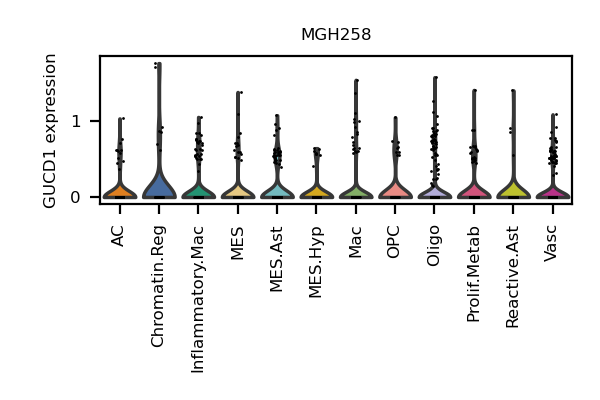 MGH258
GUCD1 expression
1
0
AC
Chromatin.Reg
Inflammatory.Mac
MES
MES.Ast
MES.Hyp
Mac
OPC
Oligo
Prolif.Metab
Reactive.Ast
Vasc